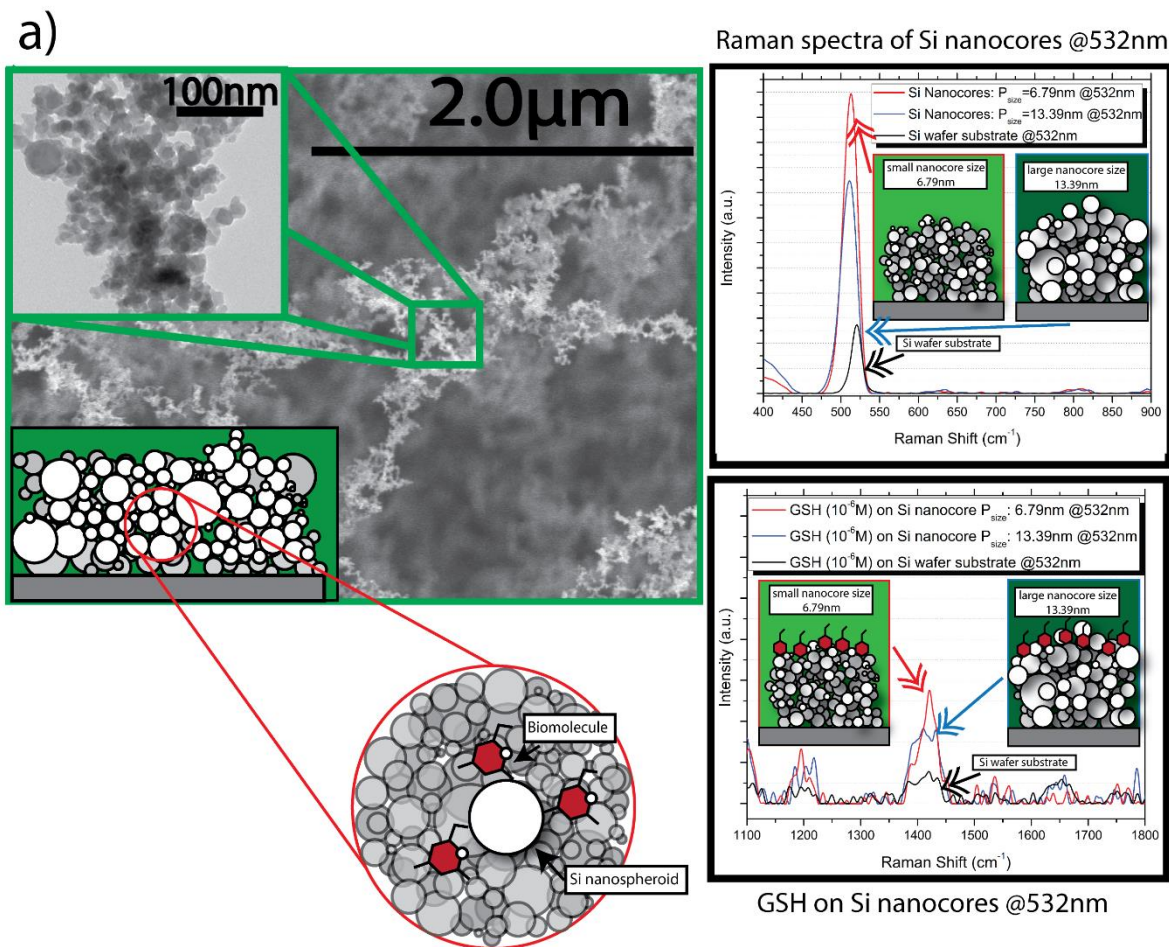 a)
100nm
2.0μm
Biomolecule
Si nanospheroid
Raman spectra of Si nanocores @532nm
Si Nanocores: P_size=6.79nm @532nm
Si Nanocores: P_size=13.39nm @532nm
Si wafer substrate @532nm
small nanocore size
6.79nm
large nanocore size
13.39nm
Si wafer substrate
Intensity (a.u.)
400 450 500 550 600 650 700 750 800 850 900
Raman Shift (cm⁻¹)
GSH (10⁻⁶M) on Si nanocore P_size: 6.79nm @532nm
GSH (10⁻⁶M) on Si nanocore P_size: 13.39nm @532nm
GSH (10⁻⁶M) on Si wafer substrate @532nm
small nanocore size
6.79nm
large nanocore size
13.39nm
Si wafer substrate
Intensity (a.u.)
1100 1200 1300 1400 1500 1600 1700 1800
Raman Shift (cm⁻¹)
GSH on Si nanocores @532nm